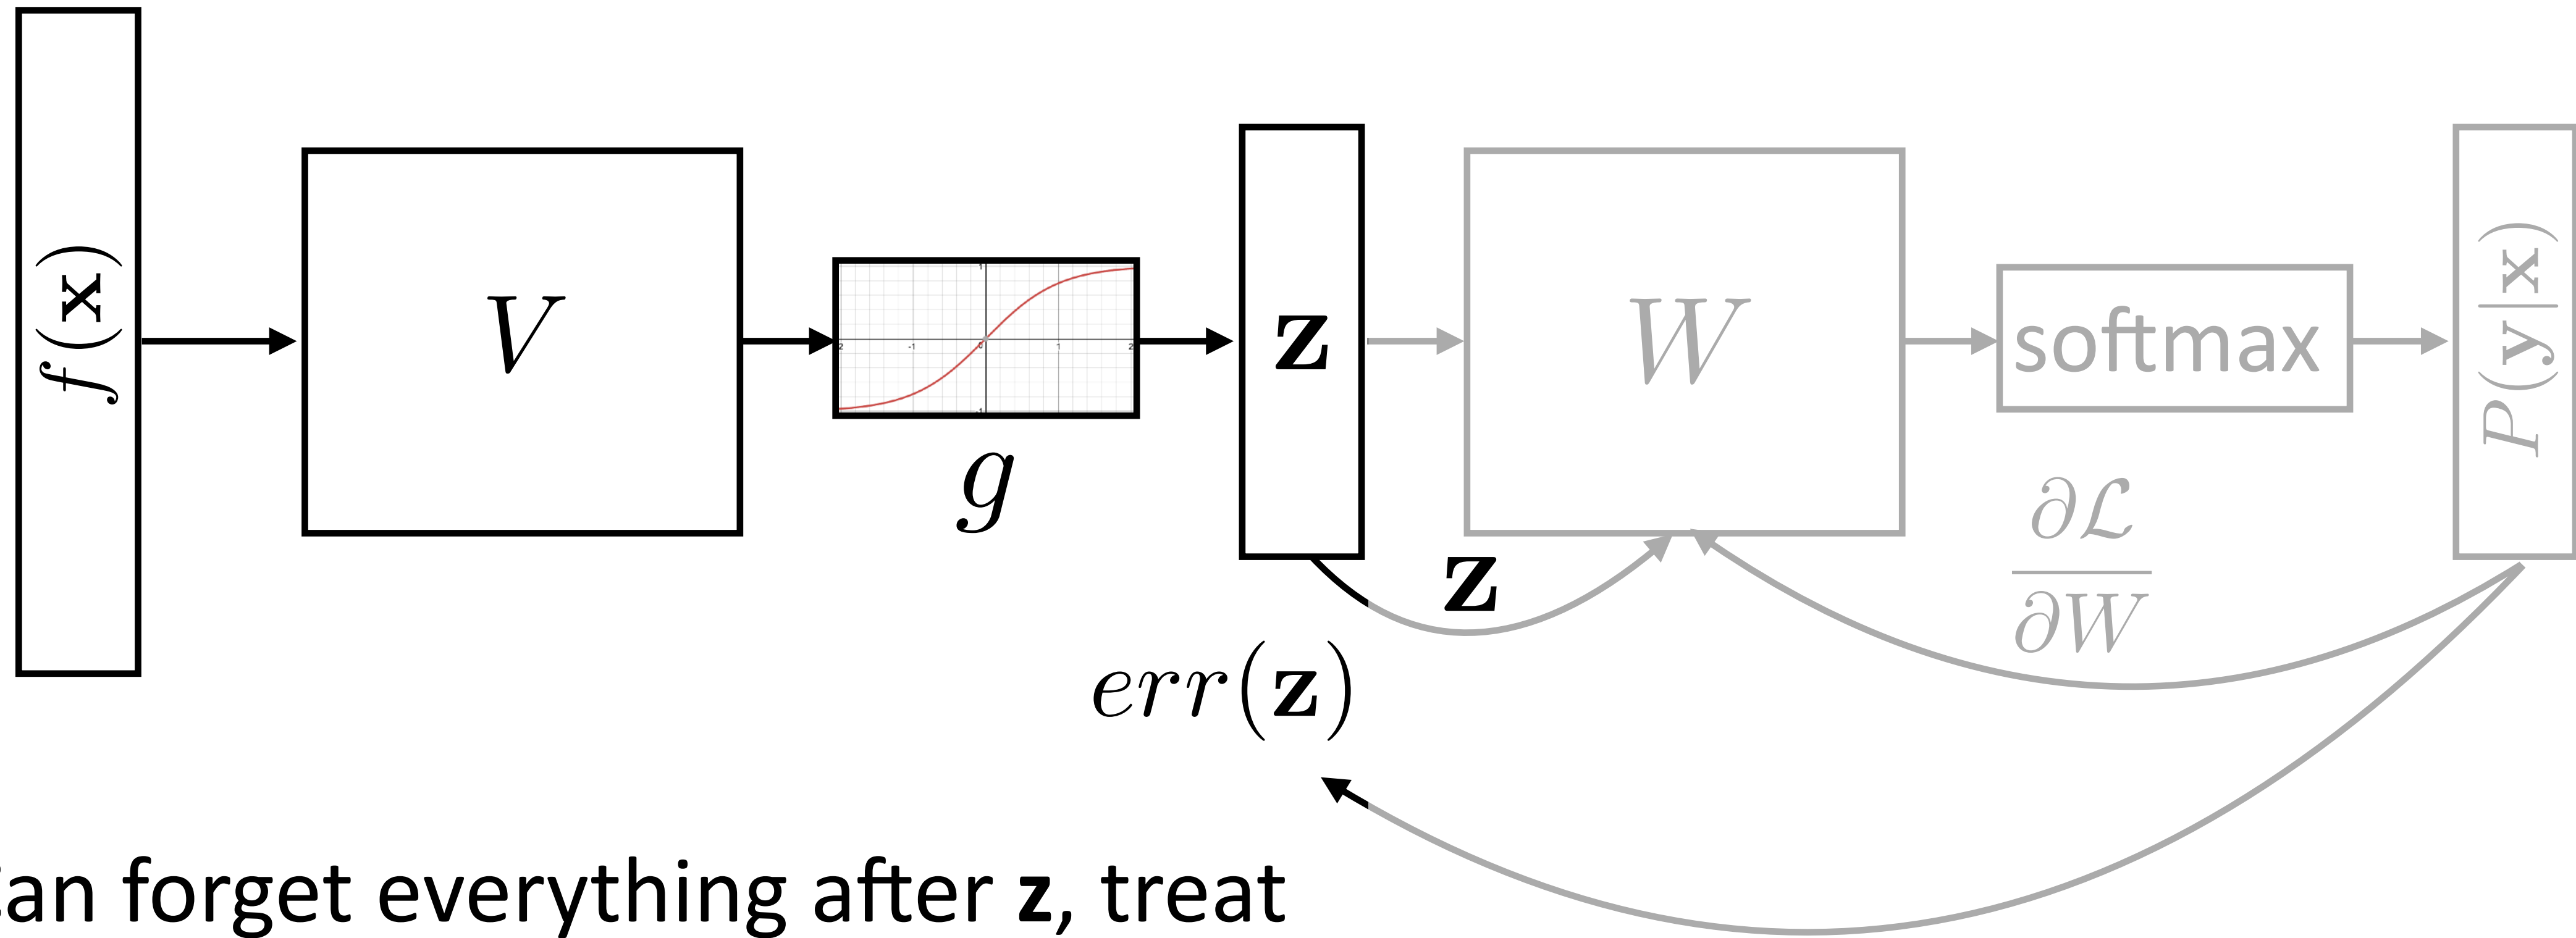 f(x)
V
g
z
W
softmax
P(y|x)
z
∂ℒ
∂W
err(z)
an forget everything after z, treat